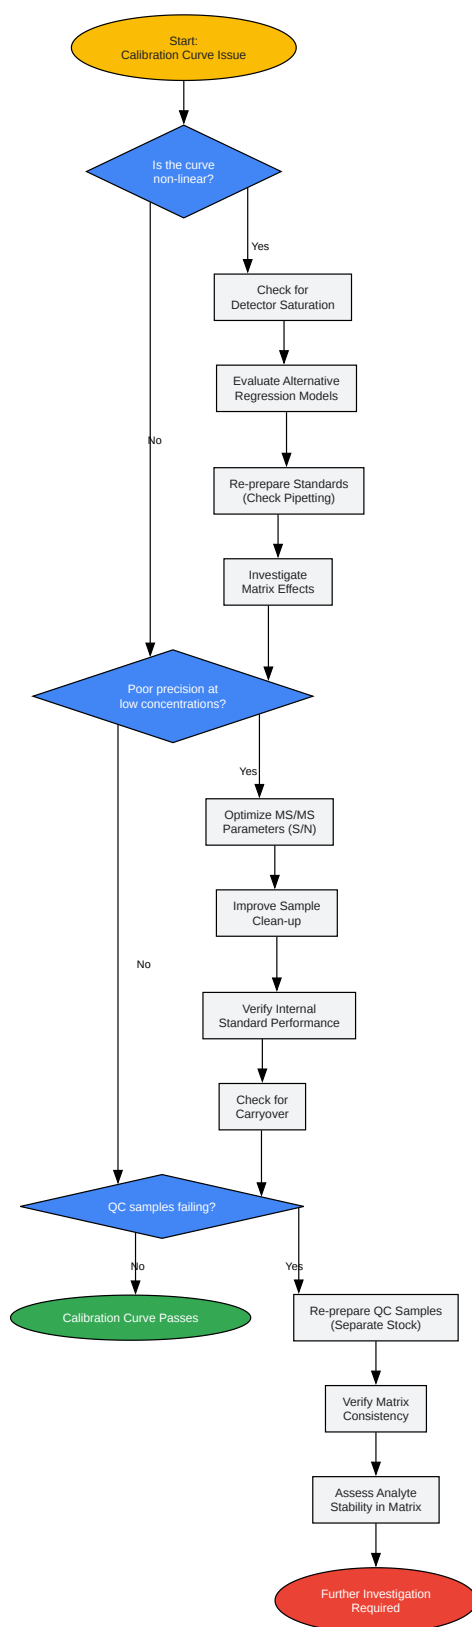 Start:
Calibration Curve Issue
Is the curve
non-linear?
Yes
Check for
Detector Saturation
Evaluate Alternative
Regression Models
No
Re-prepare Standards
(Check Pipetting)
Investigate
Matrix Effects
Poor precision at
low concentrations?
Yes
Optimize MS/MS
Parameters (S/N)
Improve Sample
Clean-up
No
Verify Internal
Standard Performance
Check for
Carryover
QC samples failing?
No
Yes
Calibration Curve Passes
Re-prepare QC Samples
(Separate Stock)
Verify Matrix
Consistency
Assess Analyte
Stability in Matrix
Further Investigation
Required